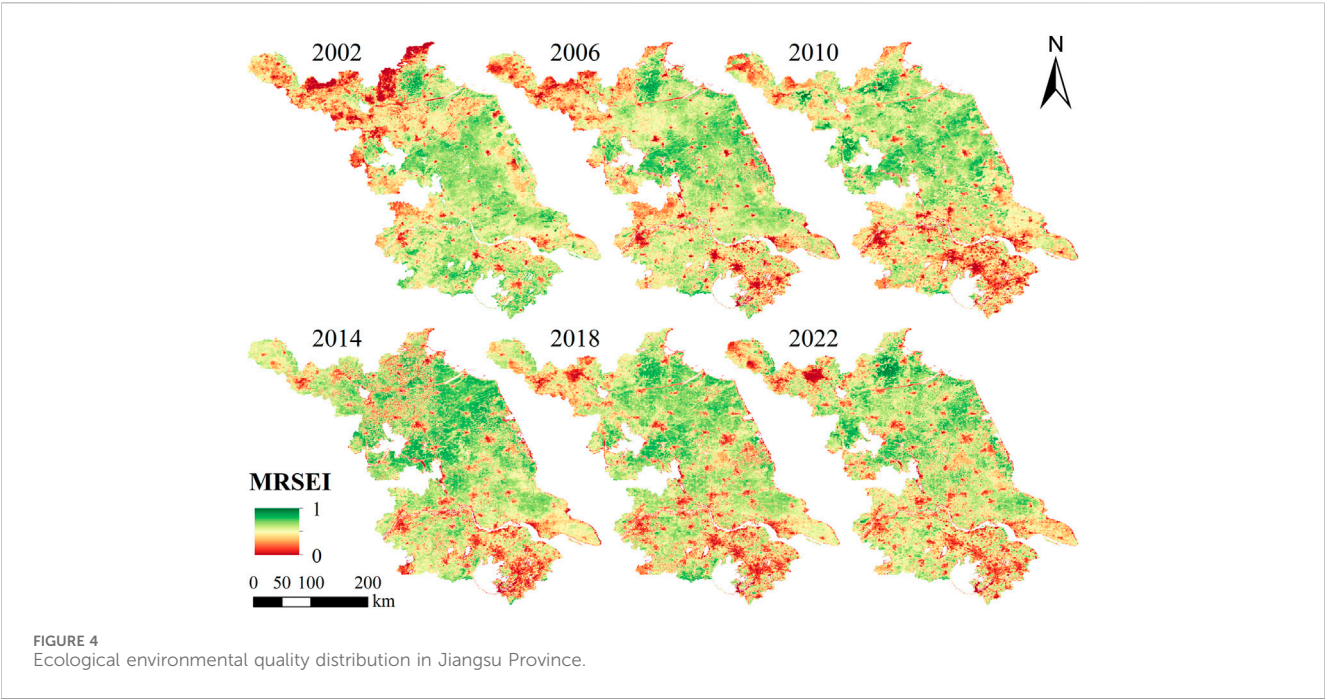 2002
2006
2010
N
2014
2018
2022
MRSEI
1
0
0 50 100 200
km
FIGURE 4
Ecological environmental quality distribution in Jiangsu Province.